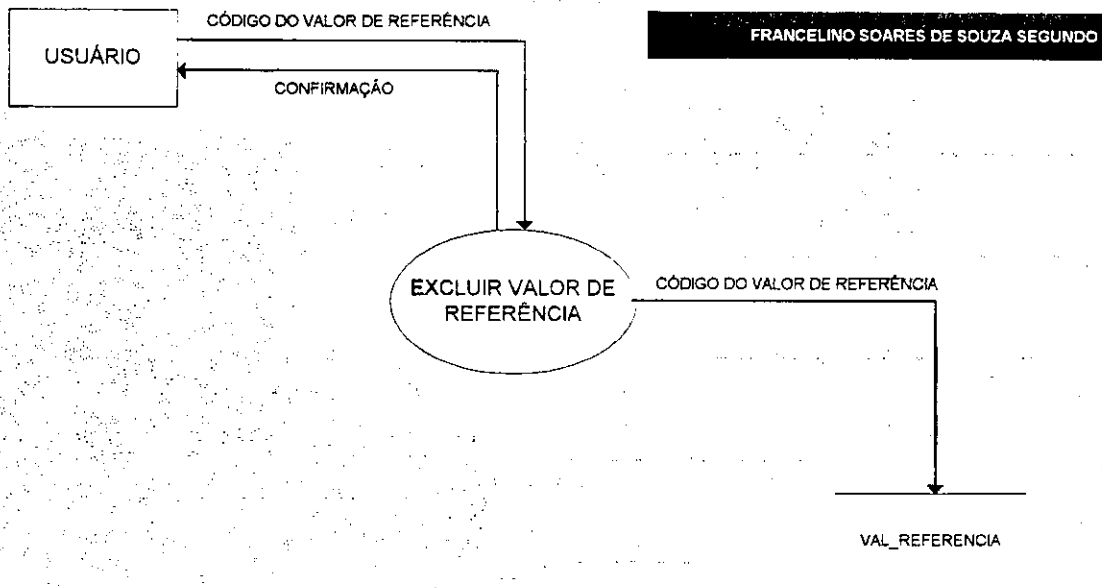 CÓDIGO DO VALOR DE REFERÊNCIA
FRANCELINO SOARES DE SOUZA SEGUNDO
USUÁRIO
CONFIRMAÇÃO
EXCLUIR VALOR DE
REFERÊNCIA
CÓDIGO DO VALOR DE REFERÊNCIA
VAL_REFERENCIA